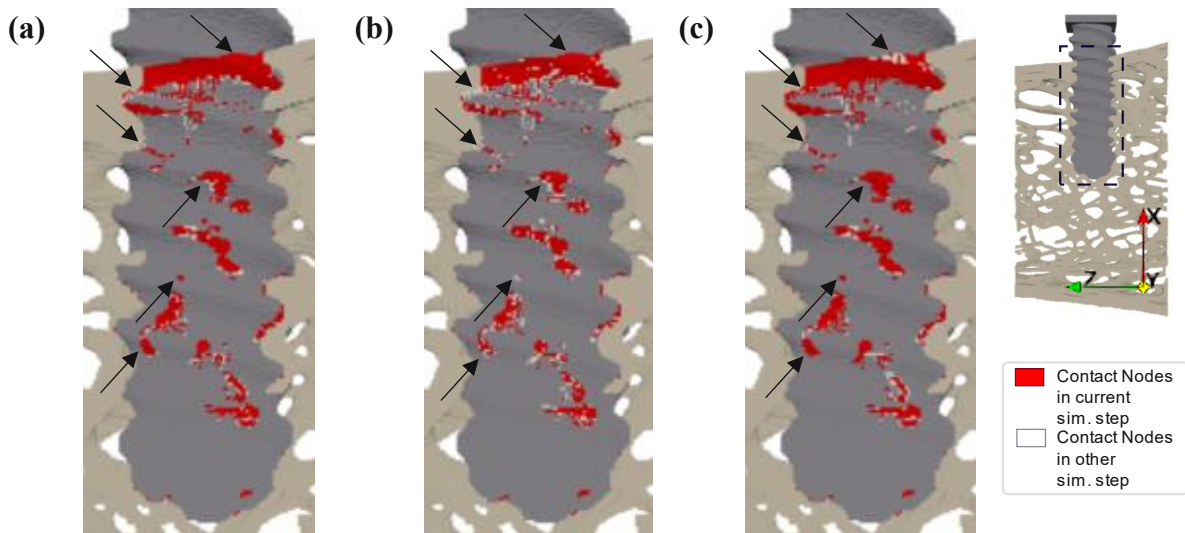 (a)
(b)
(c)
X
Z
Y
Contact Nodes
in current
sim. step
Contact Nodes
in other
sim. step